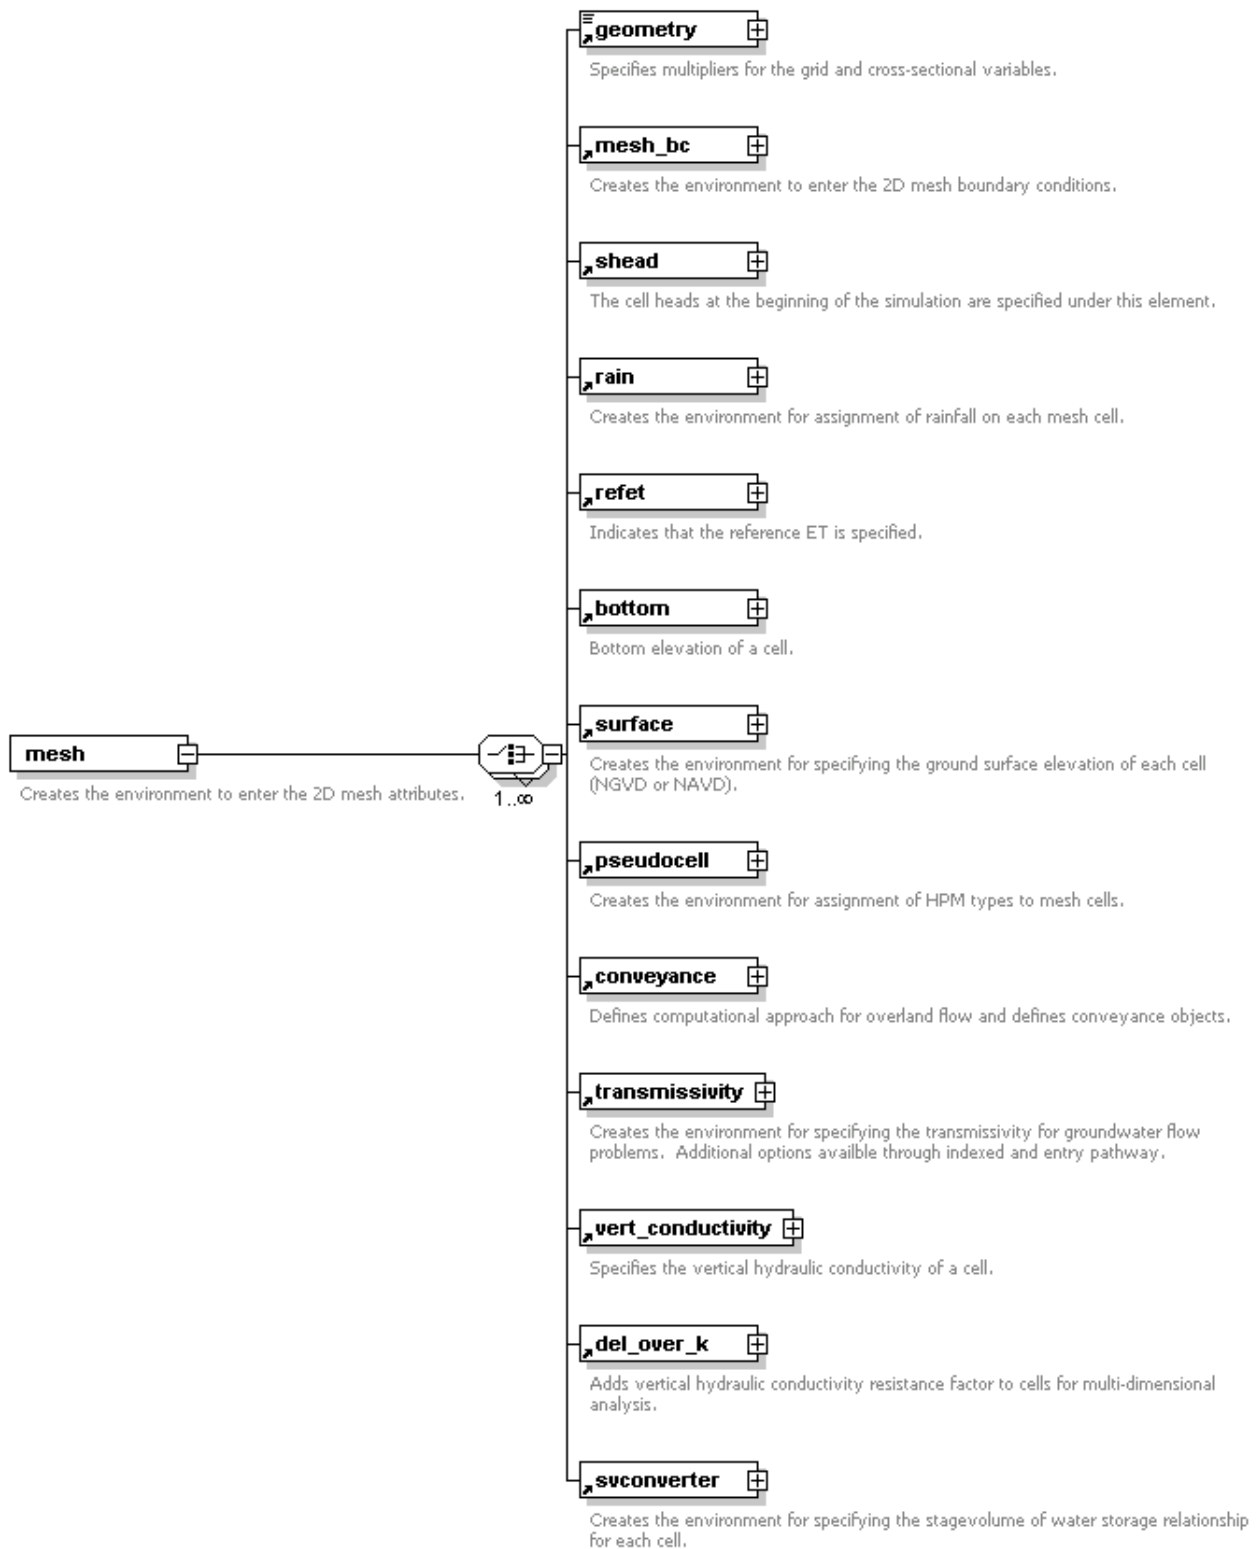 geometry
Specifies multipliers for the grid and cross-sectional variables.
mesh_bc
Creates the environment to enter the 2D mesh boundary conditions.
shead
The cell heads at the beginning of the simulation are specified under this element.
rain
Creates the environment for assignment of rainfall on each mesh cell.
refet
Indicates that the reference ET is specified.
bottom
Bottom elevation of a cell.
surface
Creates the environment for specifying the ground surface elevation of each cell
(NGVD or NAVD).
mesh
Creates the environment to enter the 2D mesh attributes.
1..∞
pseudocell
Creates the environment for assignment of HPM types to mesh cells.
conveyance
Defines computational approach for overland flow and defines conveyance objects.
transmissivity
Creates the environment for specifying the transmissivity for groundwater flow
problems.  Additional options availble through indexed and entry pathway.
vert_conductivity
Specifies the vertical hydraulic conductivity of a cell.
del_over_k
Adds vertical hydraulic conductivity resistance factor to cells for multi-dimensional
analysis.
svconverter
Creates the environment for specifying the stagevolume of water storage relationship
for each cell.